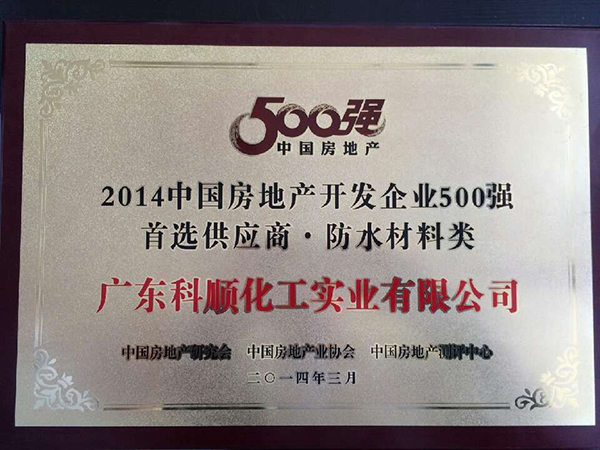 500强
中国房地产
2014中国房地产开发企业500强
首选供应商·防水材料类
广东科顺化工实业有限公司
中国房地产研究会 中国房地产业协会 中国房地产测评中心
二〇一四年三月